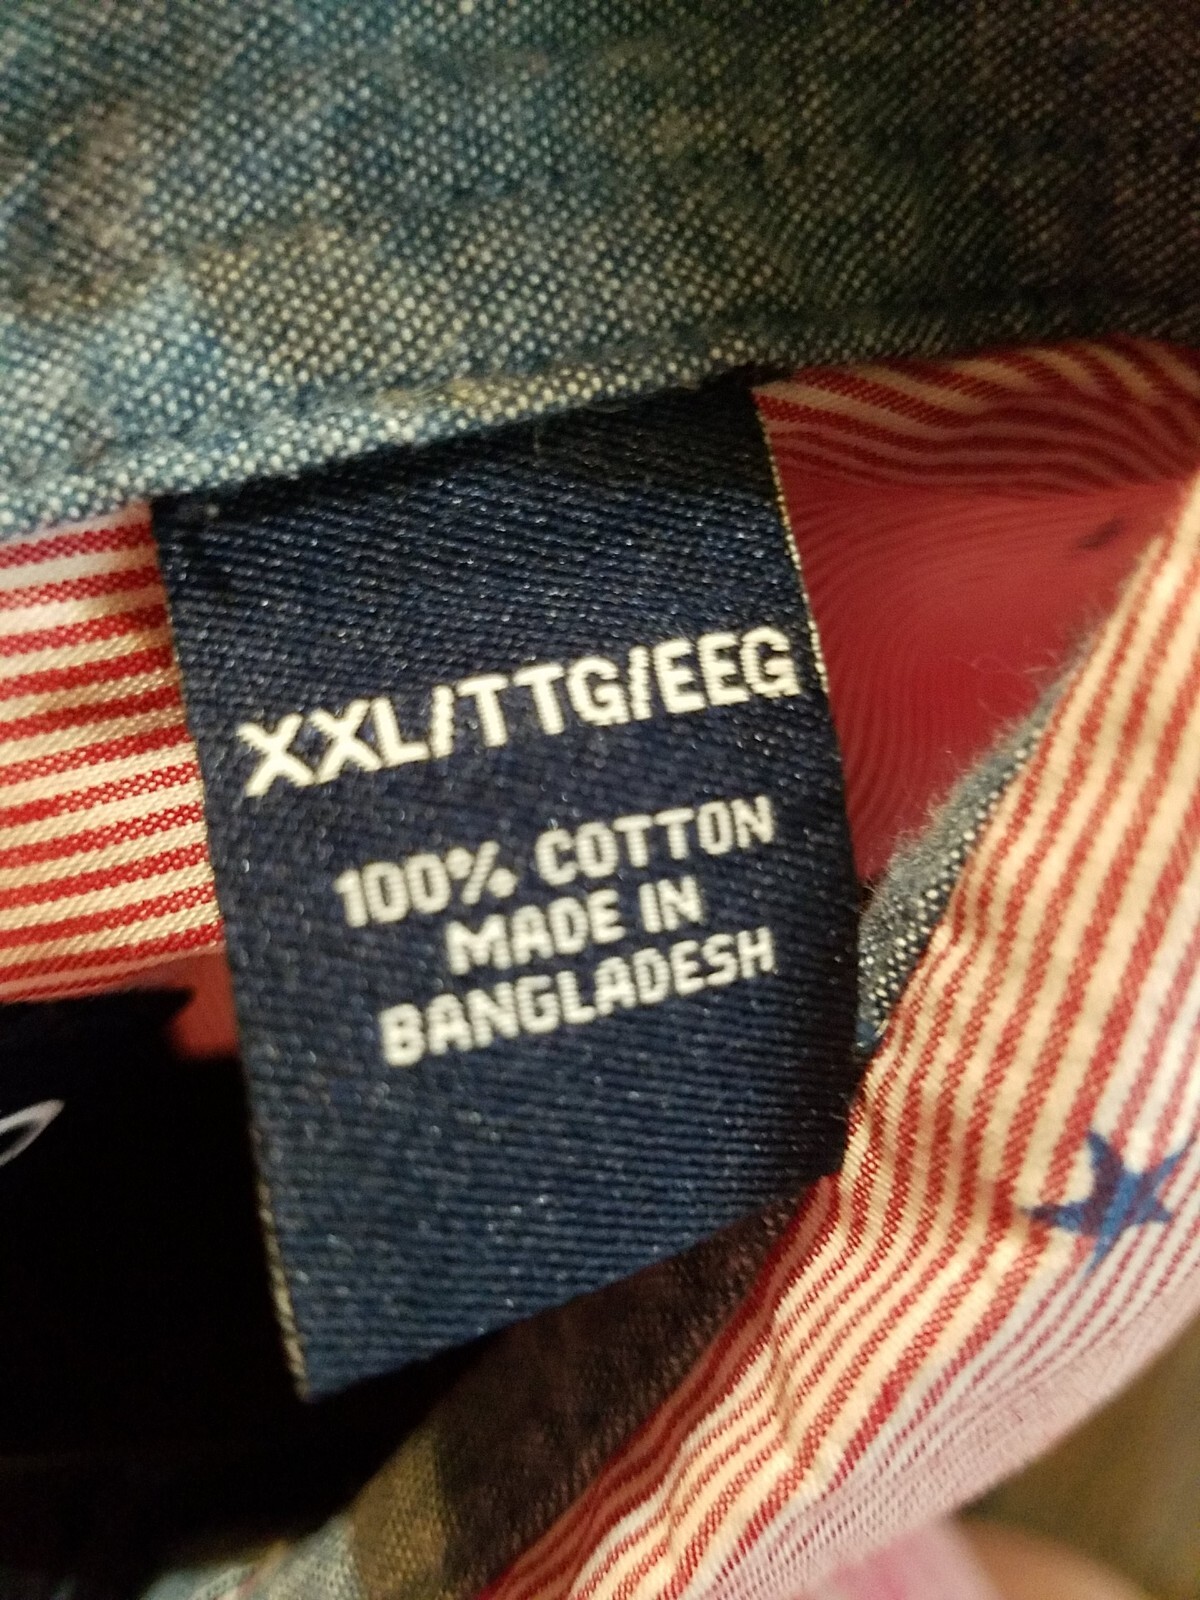 XXL/TTG/EEG
100% COTTON
MADE IN
BANGLADESH